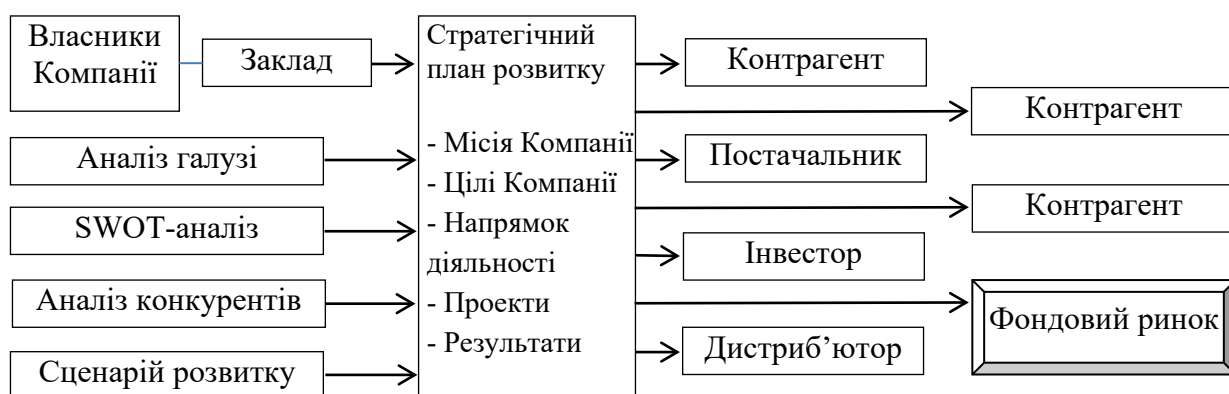 Власники
Компанії
Заклад
Аналіз галузі
SWOT-аналіз
Аналіз конкурентів
Сценарій розвитку
Стратегічний
план розвитку
- Місія Компанії
- Цілі Компанії
- Напрямок
діяльності
- Проекти
- Результати
Контрагент
Контрагент
Постачальник
Контрагент
Інвестор
Фондовий ринок
Дистриб’ютор